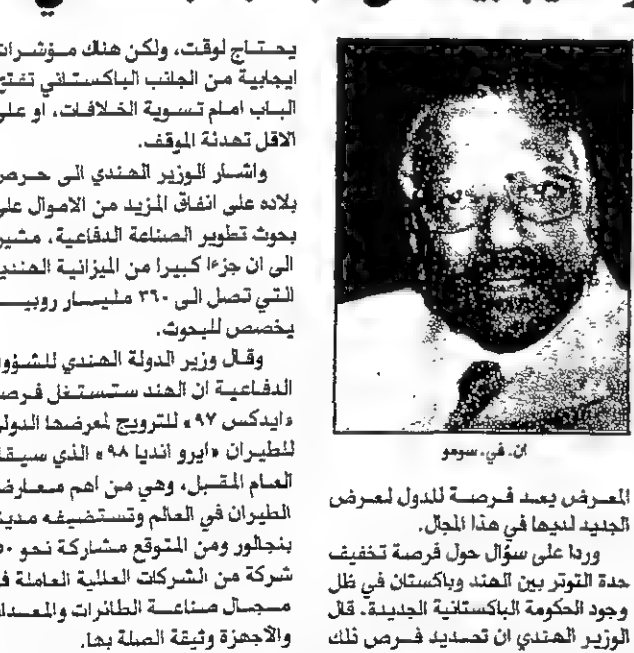 ان. في. سومو
المعرض يعد فرصة للدول لعرض
الجديد لديها في هذا المجال.
وردا على سؤال حول فرصة تخفيف
حدة التوتر بين الهند وباكستان في ظل
وجود الحكومة الباكستانية الجديدة، قال
الوزير الهندي ان تحديد فرص ذلك
يحتاج لوقت، ولكن هناك مؤشرات
ايجابية من الجانب الباكستاني تفتح
الباب امام تسوية الخلافات، او على
الاقل تهدئة الموقف.
واشار الوزير الهندي الى حرص
بلاده على انفاق المزيد من الاموال على
بحوث تطوير الصناعة الدفاعية، مشير
الى ان جزءا كبيرا من الميزانية الهندية
التي تصل الى ٣٦٠ مليار روبيـ
يخصص للبحوث.
وقال وزير الدولة الهندي للشؤون
الدفاعية ان الهند ستستغل فرصة
«ايدكس ٩٧» للترويج لمعرضها الدولي
للطيران «ايرو انديا ٩٨» الذي سيقا
العام المقبل، وهي من اهم معارض
الطيران في العالم وتستضيفه مدينة
بنجالور ومن المتوقع مشاركة نحو
شركة من الشركات العالمية العاملة في
مجال صناعة الطائرات والمعدات
والاجهزة وثيقة الصلة بها.